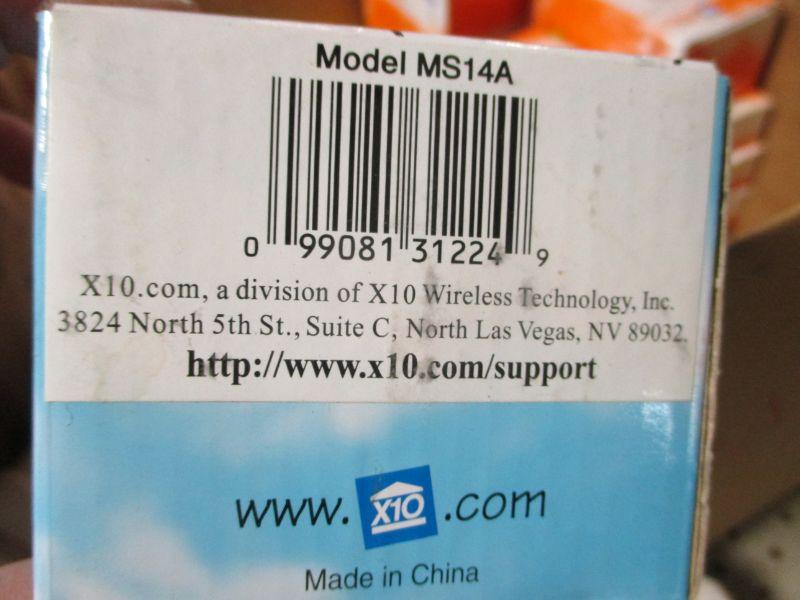 Model MS14A
0 99081 31224 9
X10.com, a division of X10 Wireless Technology, Inc.
3824 North 5th St., Suite C, North Las Vegas, NV 89032.
http://www.x10.com/support
www.X10.com
Made in China